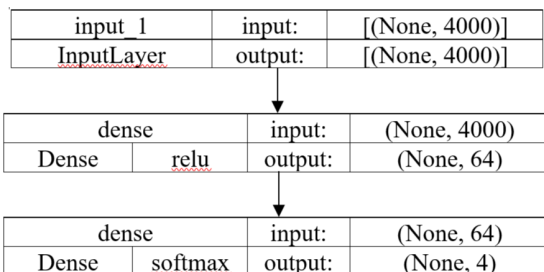 input_1 input: [(None, 4000)]
InputLayer output: [(None, 4000)]
dense input: (None, 4000)
Dense relu output: (None, 64)
dense input: (None, 64)
Dense softmax output: (None, 4)